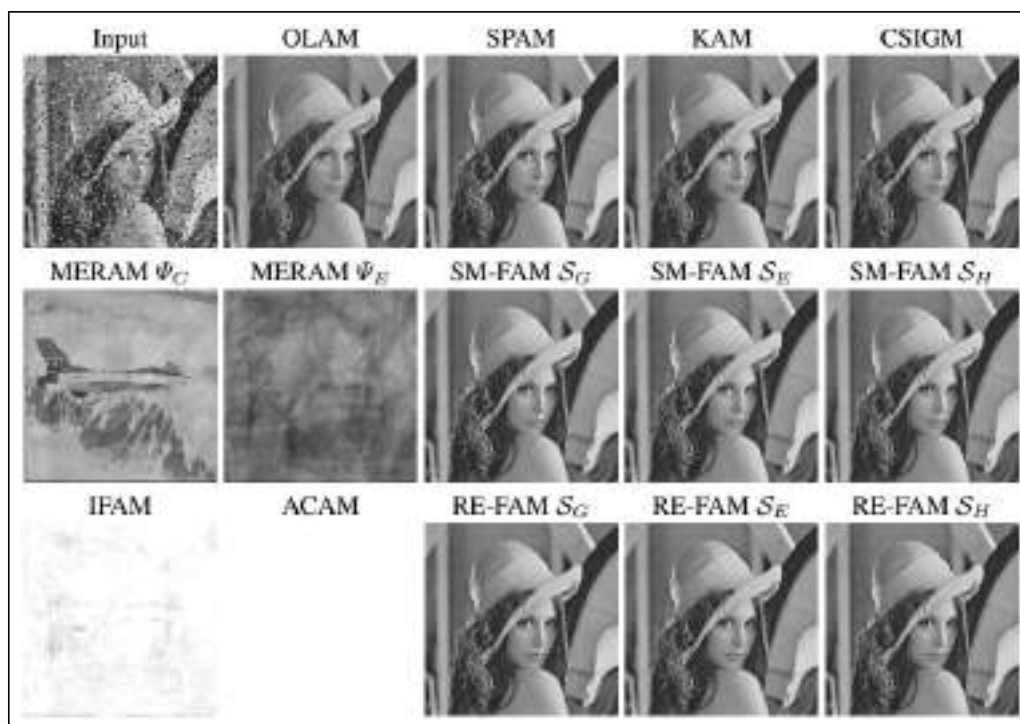 Input OLAM SPAM KAM CSIGM
MERAM Ψ_C MERAM Ψ_E SM-FAM 𝒮_G SM-FAM 𝒮_E SM-FAM 𝒮_H
IFAM ACAM RE-FAM 𝒮_G RE-FAM 𝒮_E RE-FAM 𝒮_H